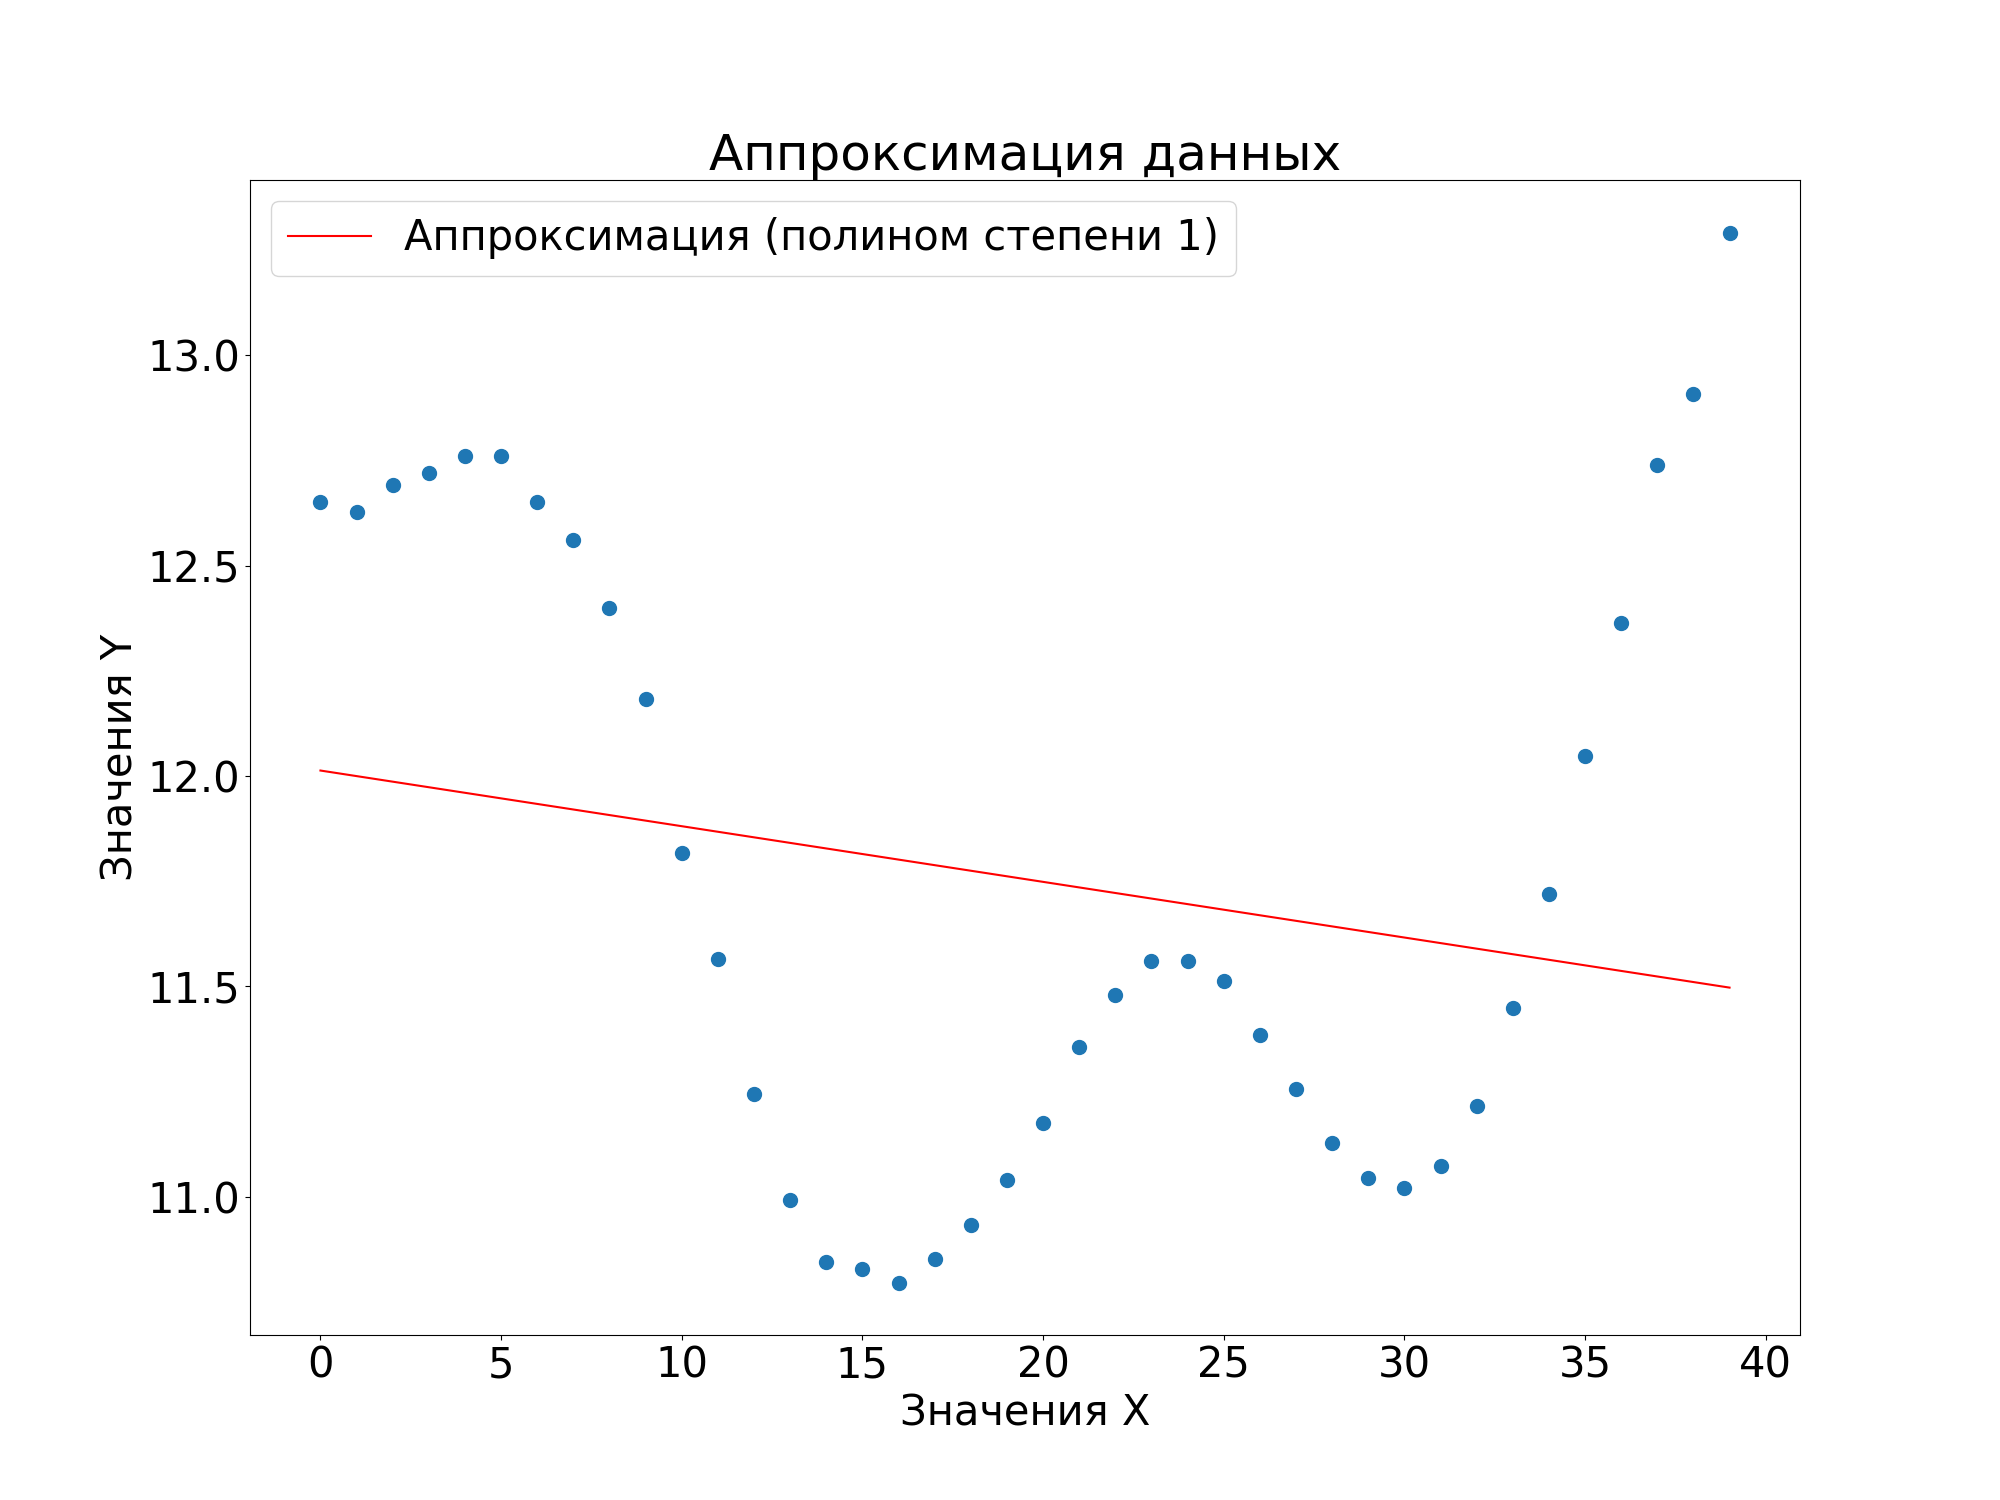 Аппроксимация данных
Аппроксимация (полином степени 1)
13.0
12.5
12.0
11.5
11.0
Значения Y
0 5 10 15 20 25 30 35 40
Значения X